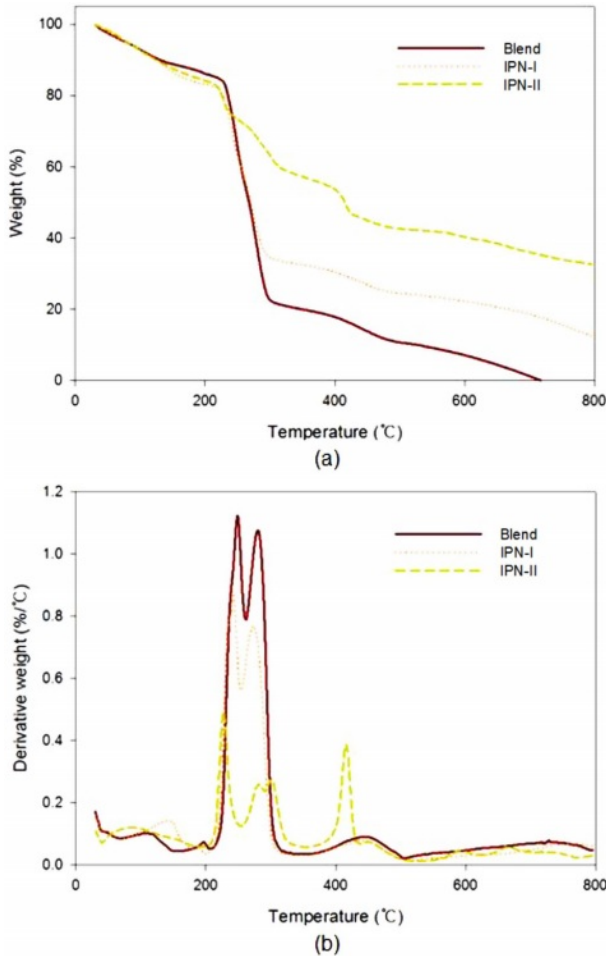 100
80
60
40
20
0
Weight (%)
Blend
IPN-I
IPN-II
0 200 400 600 800
Temperature (℃)
(a)
1.2
1.0
0.8
0.6
0.4
0.2
0.0
Derivative weight (%/℃)
Blend
IPN-I
IPN-II
0 200 400 600 800
Temperature (℃)
(b)